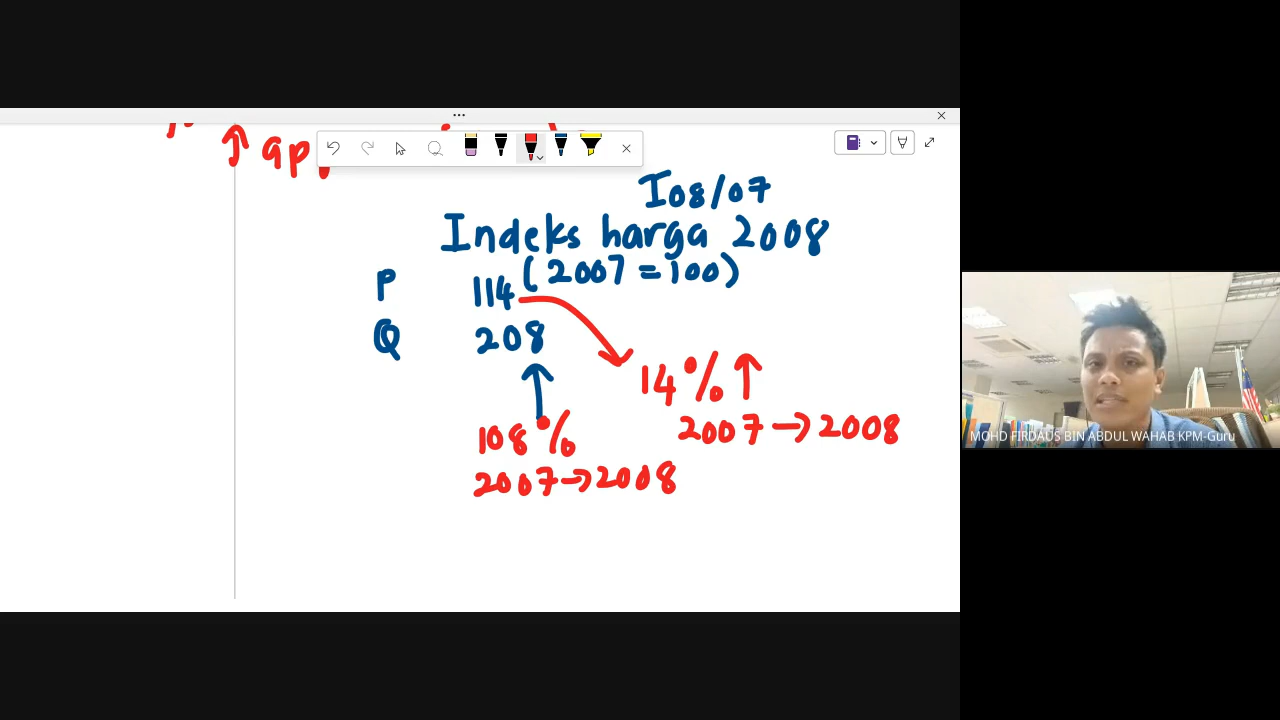 I08/07
Indeks harga 2008
(2007 = 100)
P 114
Q 208
14% ↑
2007 → 2008
108%
2007 → 2008
MOHD FIRDAUS BIN ABDUL WAHAB KPM-Guru